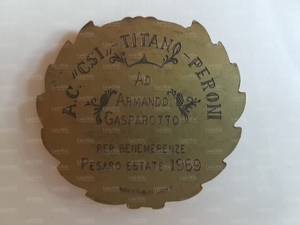 A.C. "CSI" - TITANO - PERONI
AD
ARMANDO
GASPAROTTO
PER BENEMERENZE
PESARO ESTATE 1969